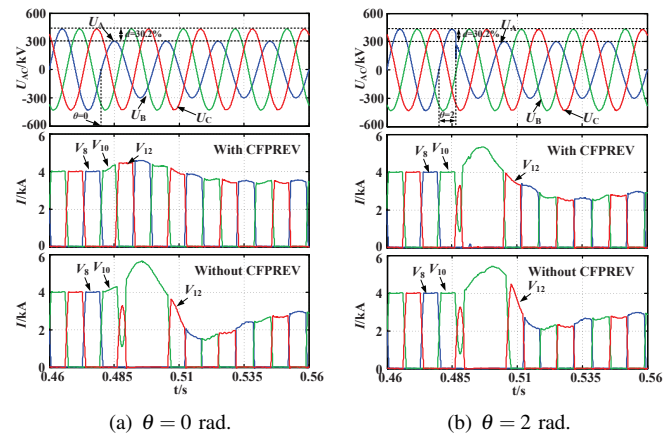 600
300
0
-300
-600
U_AC/kV
U_A
d=30.2%
θ=0
U_B
U_C
6
4
2
0
I/kA
V_8
V_10
V_12
With CFPREV
6
4
2
0
I/kA
V_8
V_10
Without CFPREV
V_12
0.46 0.485 0.51 0.535 0.56
t/s
(a) θ = 0 rad.
600
300
0
-300
-600
U_AC/kV
U_A
d=30.2%
θ=2
U_B
U_C
6
4
2
0
I/kA
V_8
V_10
With CFPREV
V_12
6
4
2
0
I/kA
V_8
V_10
Without CFPREV
V_12
0.46 0.485 0.51 0.535 0.56
t/s
(b) θ = 2 rad.